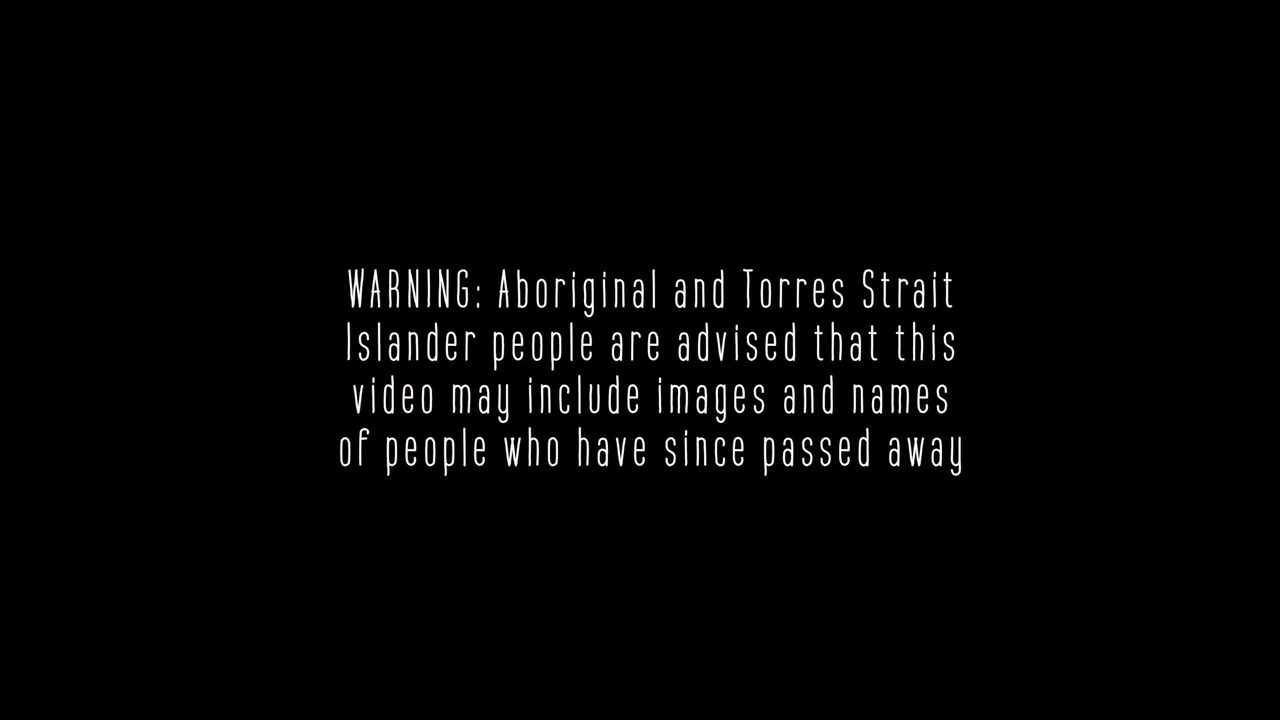 WARNING: Aboriginal and Torres Strait
Islander people are advised that this
video may include images and names
of people who have since passed away